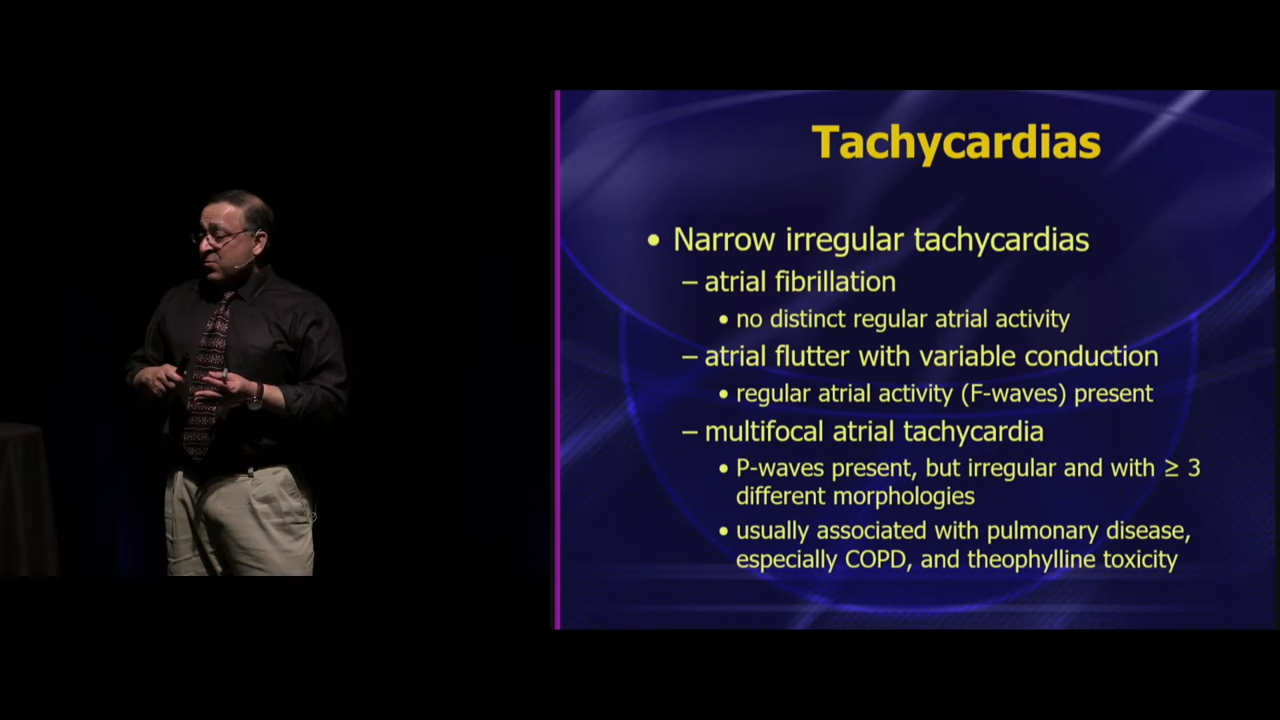 Tachycardias
• Narrow irregular tachycardias
– atrial fibrillation
• no distinct regular atrial activity
– atrial flutter with variable conduction
• regular atrial activity (F-waves) present
– multifocal atrial tachycardia
• P-waves present, but irregular and with ≥ 3
different morphologies
• usually associated with pulmonary disease,
especially COPD, and theophylline toxicity